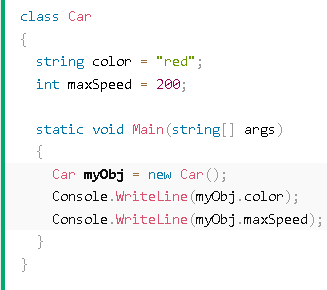 class Car
{
  string color = "red";
  int maxSpeed = 200;

  static void Main(string[] args)
  {
    Car myObj = new Car();
    Console.WriteLine(myObj.color);
    Console.WriteLine(myObj.maxSpeed);
  }
}